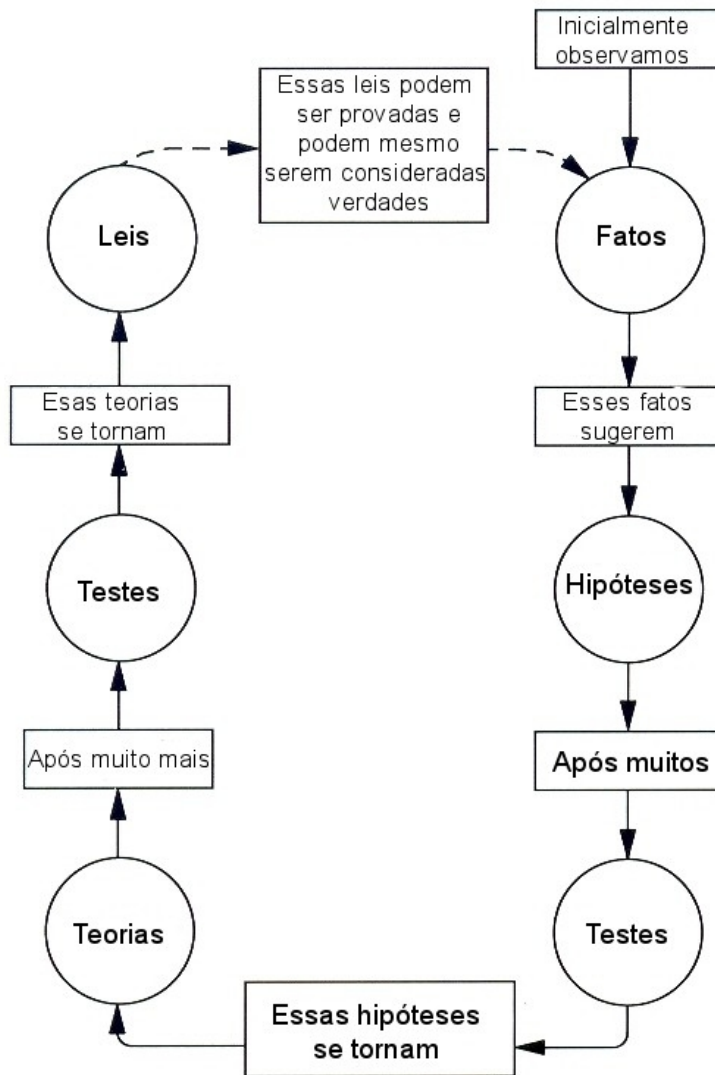 Inicialmente
observamos
Fatos
Esses fatos
sugerem
Hipóteses
Após muitos
Testes
Essas hipóteses
se tornam
Teorias
Após muito mais
Testes
Esas teorias
se tornam
Leis
Essas leis podem
ser provadas e
podem mesmo
serem consideradas
verdades